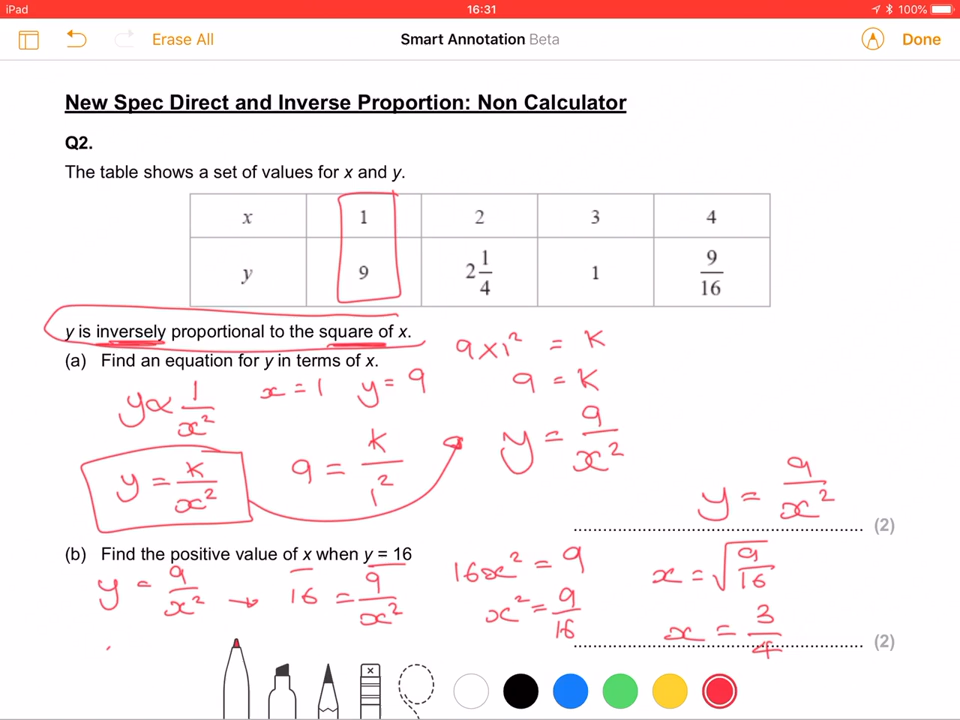 iPad 16:31 100%
Erase All Smart Annotation Beta Done
New Spec Direct and Inverse Proportion: Non Calculator
Q2.
The table shows a set of values for x and y.
x 1 2 3 4
y 9 2 1/4 1 9/16
y is inversely proportional to the square of x.
(a) Find an equation for y in terms of x.
9 × 1² = K
9 = K
y ∝ 1/x² x = 1 y = 9
y = K/x² 9 = K/1² y = 9/x²
y = 9/x² (2)
(b) Find the positive value of x when y = 16
y = 9/x² → 16 = 9/x² 16x² = 9 x = √(9/16)
x² = 9/16 x = 3/4 (2)